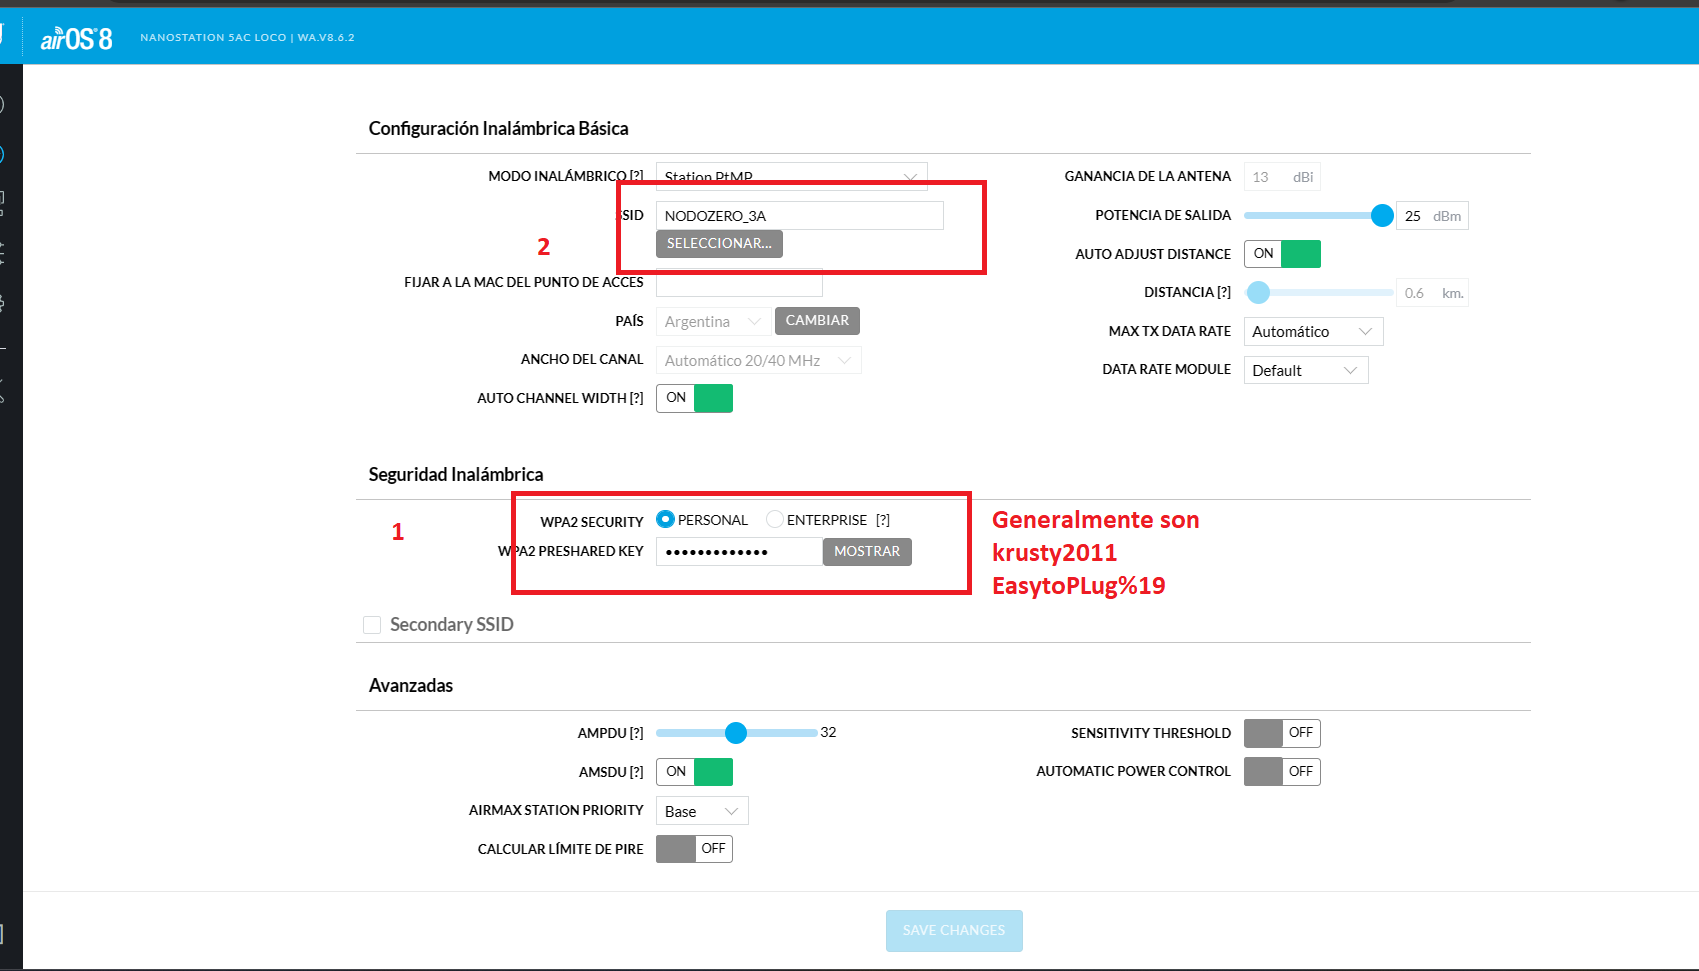 airOS 8
NANOSTATION 5AC LOCO | WA.V8.6.2
Configuración Inalámbrica Básica
MODO INALÁMBRICO [?] Station PtMP
SSID NODOZERO_3A
SELECCIONAR...
2
FIJAR A LA MAC DEL PUNTO DE ACCES
PAÍS Argentina CAMBIAR
ANCHO DEL CANAL Automático 20/40 MHz
AUTO CHANNEL WIDTH [?] ON
GANANCIA DE LA ANTENA 13 dBi
POTENCIA DE SALIDA 25 dBm
AUTO ADJUST DISTANCE ON
DISTANCIA [?] 0.6 km.
MAX TX DATA RATE Automático
DATA RATE MODULE Default
Seguridad Inalámbrica
1
WPA2 SECURITY PERSONAL ENTERPRISE [?]
WPA2 PRESHARED KEY ••••••••••••• MOSTRAR
Generalmente son
krusty2011
EasytoPLug%19
Secondary SSID
Avanzadas
AMPDU [?] 32
AMSDU [?] ON
AIRMAX STATION PRIORITY Base
CALCULAR LÍMITE DE PIRE OFF
SENSITIVITY THRESHOLD OFF
AUTOMATIC POWER CONTROL OFF
SAVE CHANGES